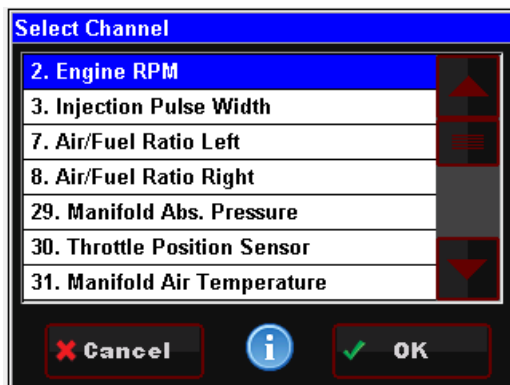 Select Channel
2. Engine RPM
3. Injection Pulse Width
7. Air/Fuel Ratio Left
8. Air/Fuel Ratio Right
29. Manifold Abs. Pressure
30. Throttle Position Sensor
31. Manifold Air Temperature
Cancel i OK